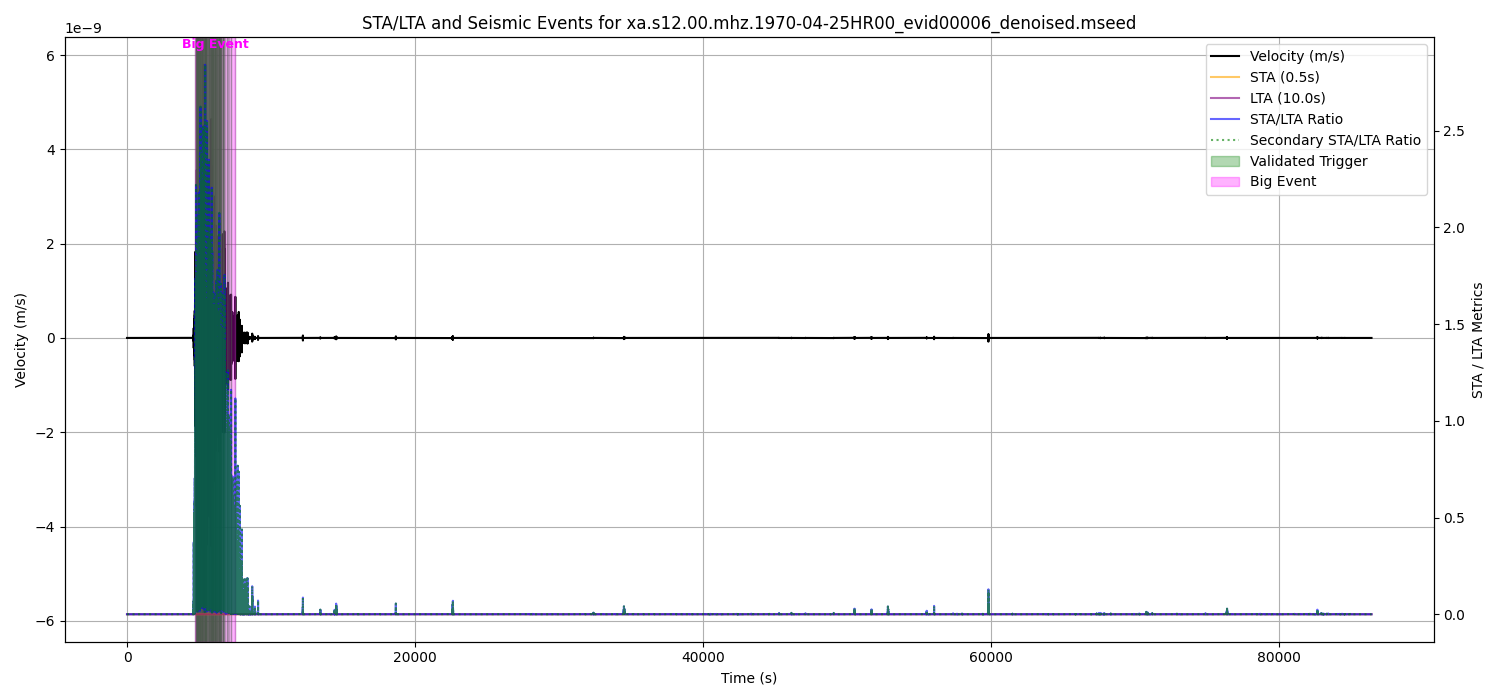 STA/LTA and Seismic Events for xa.s12.00.mhz.1970-04-25HR00_evid00006_denoised.mseed
1e−9
Big Event
Velocity (m/s)
STA (0.5s)
LTA (10.0s)
STA/LTA Ratio
Secondary STA/LTA Ratio
Validated Trigger
Big Event
6
4
2
0
−2
−4
−6
Velocity (m/s)
2.5
2.0
1.5
1.0
0.5
0.0
STA / LTA Metrics
0 20000 40000 60000 80000
Time (s)